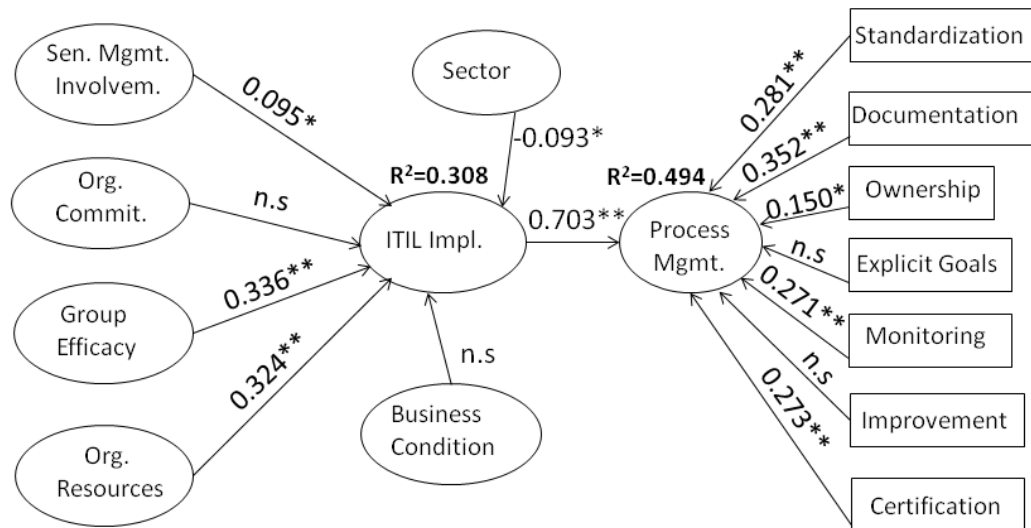 Sen. Mgmt.
Involvem.
0.095*
Org.
Commit.
n.s
Group
Efficacy
0.336**
Org.
Resources
0.324**
Sector
-0.093*
R²=0.308
ITIL Impl.
n.s
Business
Condition
0.703**
R²=0.494
Process
Mgmt.
Standardization
0.281**
Documentation
0.352**
Ownership
0.150*
Explicit Goals
n.s
Monitoring
0.271**
Improvement
n.s
Certification
0.273**